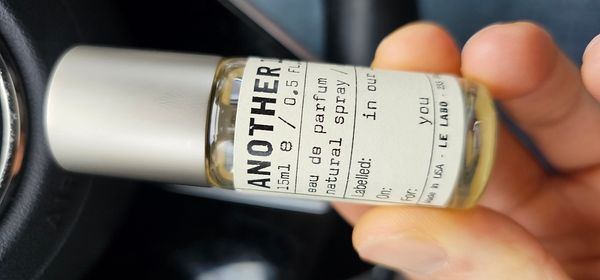 ANOTHER
15ml e / 0.5 FL
eau de parfum
natural spray /
Labelled: in our
On:
For: you
Made in USA - LE LABO -